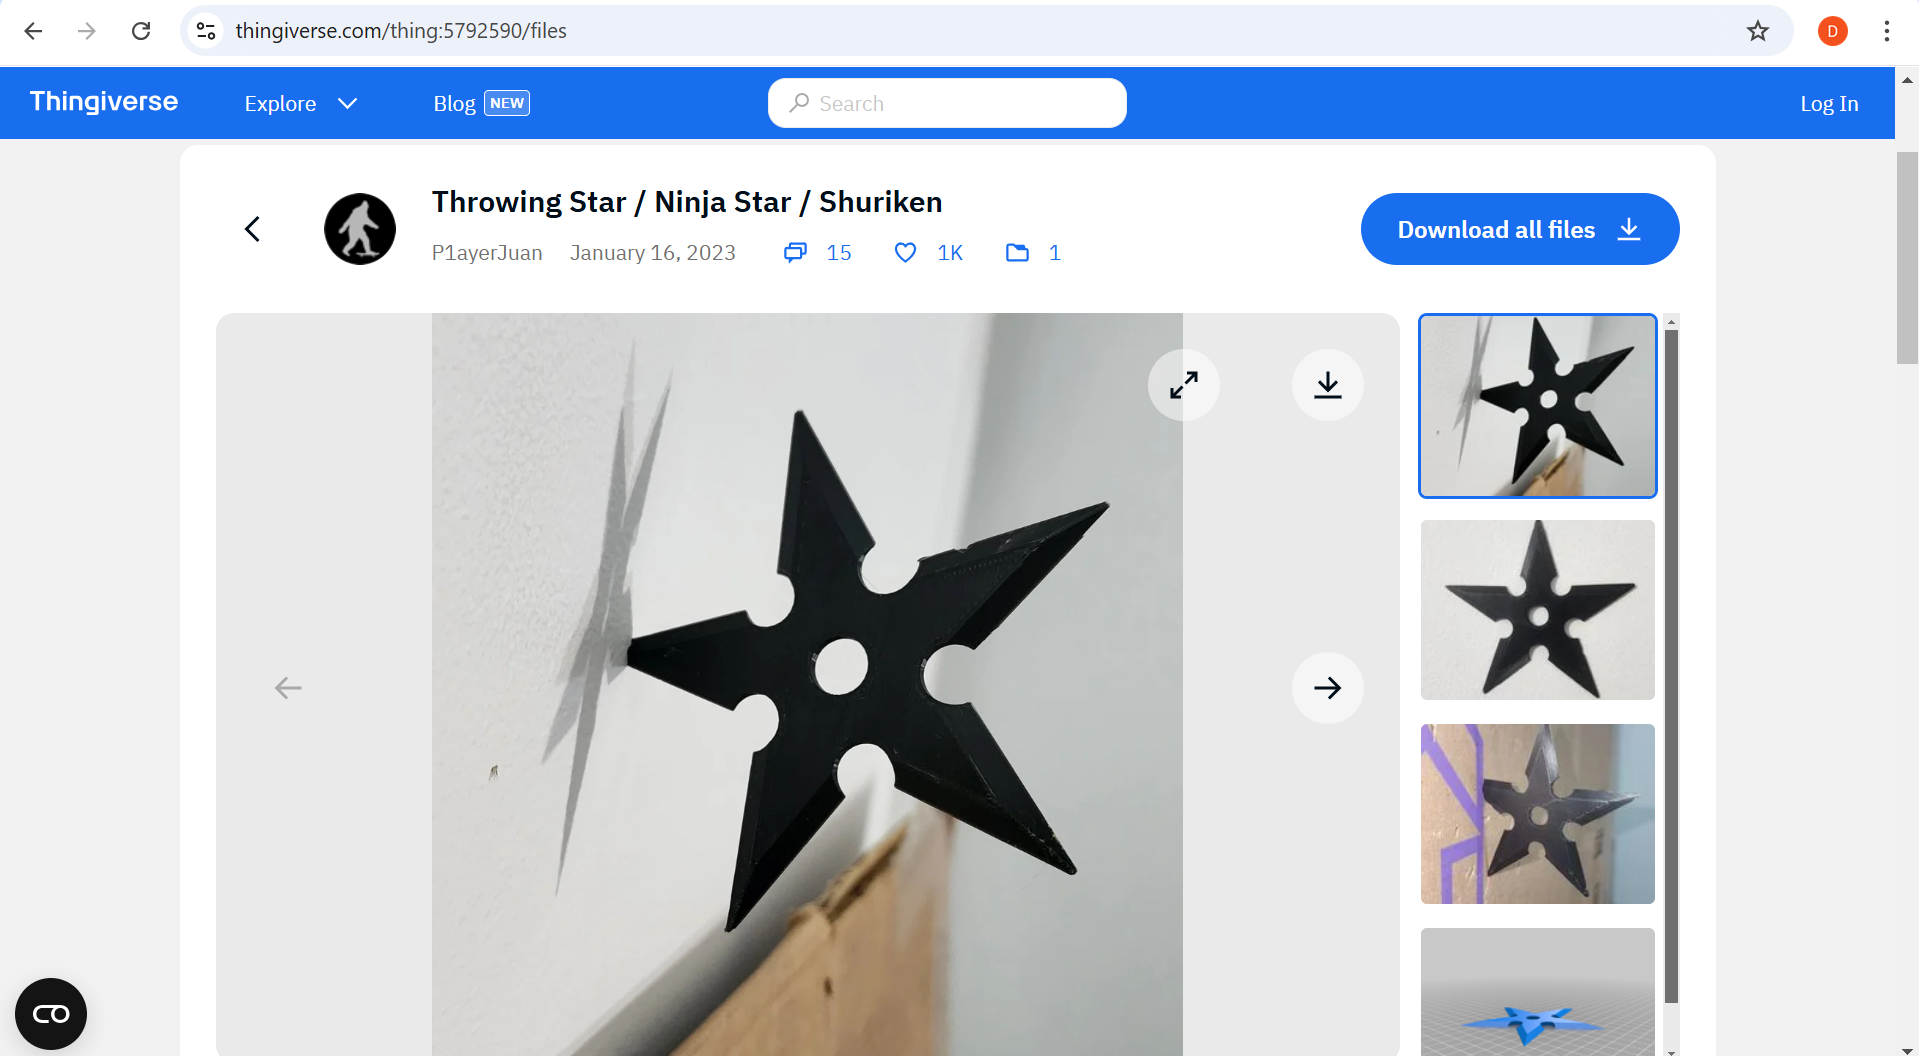 thingiverse.com/thing:5792590/files
D
Thingiverse
Explore
Blog NEW
Search
Log In
Throwing Star / Ninja Star / Shuriken
P1ayerJuan January 16, 2023 15 1K 1
Download all files